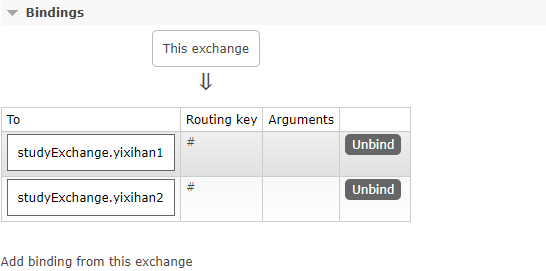 Bindings
This exchange
⇓
To Routing key Arguments
studyExchange.yixihan1 # Unbind
studyExchange.yixihan2 # Unbind
Add binding from this exchange